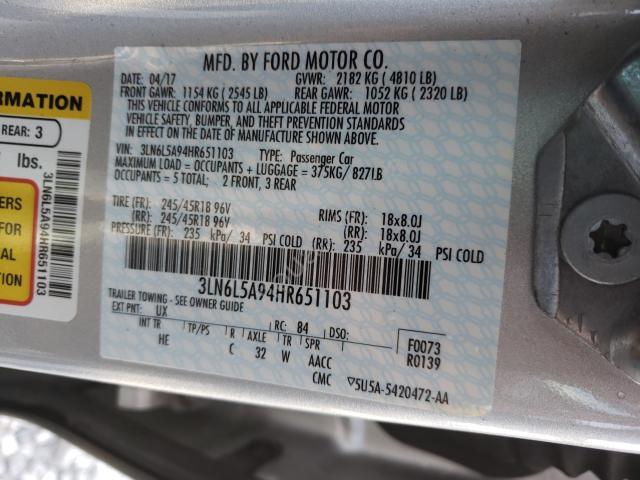 MFD. BY FORD MOTOR CO.
DATE: 04/17 GVWR: 2182 KG ( 4810 LB)
FRONT GAWR: 1154 KG ( 2545 LB) REAR GAWR: 1052 KG ( 2320 LB)
THIS VEHICLE CONFORMS TO ALL APPLICABLE FEDERAL MOTOR
VEHICLE SAFETY, BUMPER, AND THEFT PREVENTION STANDARDS
IN EFFECT ON THE DATE OF MANUFACTURE SHOWN ABOVE.
VIN: 3LN6L5A94HR651103 TYPE: Passenger Car
MAXIMUM LOAD = OCCUPANTS + LUGGAGE = 375KG/ 827LB
OCCUPANTS = 5 TOTAL; 2 FRONT, 3 REAR
TIRE (FR): 245/45R18 96V RIMS (FR): 18x8.0J
(RR): 245/45R18 96V (RR): 18x8.0J
PRESSURE (FR): 235 kPa/ 34 PSI COLD (RR): 235 kPa/ 34 PSI COLD
3LN6L5A94HR651103
TRAILER TOWING - SEE OWNER GUIDE
EXT PNT: UX RC: 84 DSO: F0073
INT TR TP/PS R AXLE TR SPR R0139
HE C 32 W AACC
CMC ▽5U5A-5420472-AA
FORMATION
REAR: 3
lbs.
ERS
3LN6L5A94HR651103